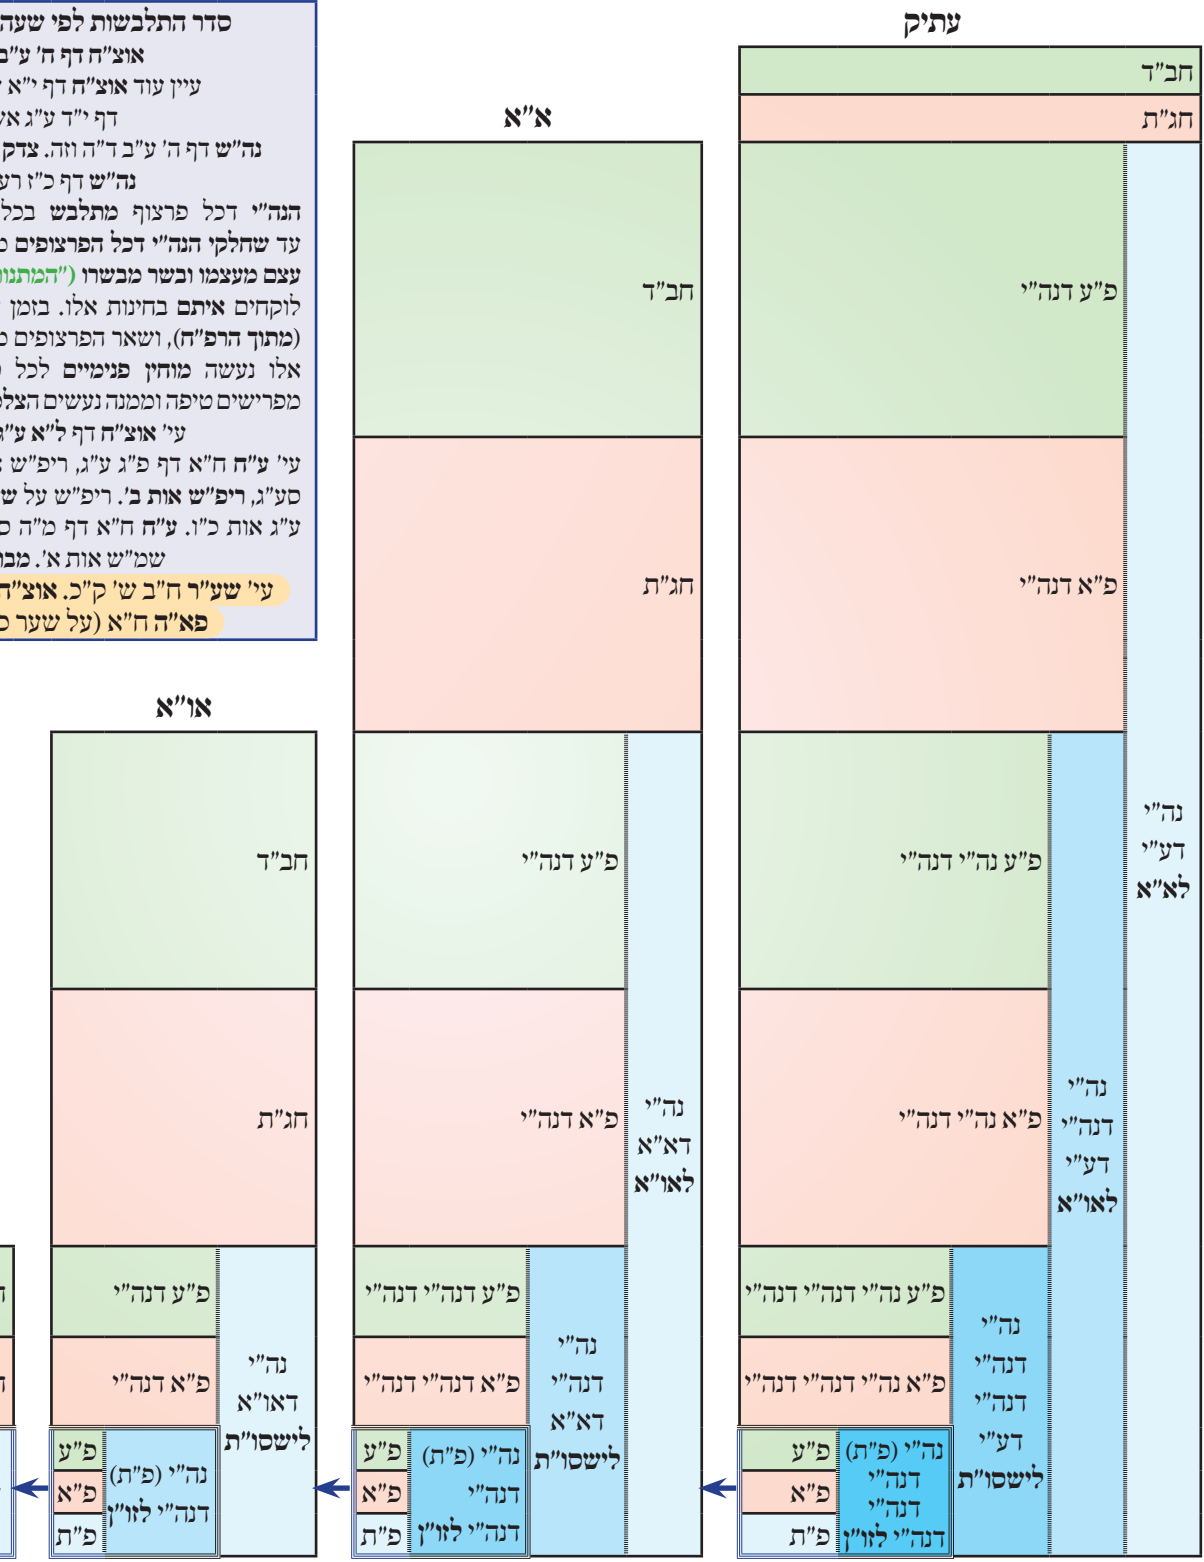 עתיק
חב"ד
חג"ת
פ"ע דנה"י
פ"א דנה"י
נה"י
דע"י
לא"א
פ"ע נה"י דנה"י
פ"א נה"י דנה"י
נה"י
דנה"י
דע"י
לאו"א
פ"ע נה"י דנה"י דנה"י
פ"א נה"י דנה"י דנה"י
נה"י
דנה"י
דנה"י
דע"י
לישסו"ת
נה"י (פ"ת)
דנה"י
דנה"י
דנה"י לזו"ן
פ"ע
פ"א
פ"ת
א"א
חב"ד
חג"ת
פ"ע דנה"י
פ"א דנה"י
נה"י
דא"א
לאו"א
פ"ע דנה"י דנה"י
פ"א דנה"י דנה"י
נה"י
דנה"י
דא"א
לישסו"ת
נה"י (פ"ת)
דנה"י
דנה"י לזו"ן
פ"ע
פ"א
פ"ת
סדר התלבשות לפי שעה
אוצ"ח דף ח' ע"ב
עיין עוד אוצ"ח דף י"א
דף י"ד ע"ג
נה"ש דף ה' ע"ב ד"ה וזה. צדק
נה"ש דף כ"ז
הנה"י דכל פרצוף מתלבש בכל
עד שחלקי הנה"י דכל הפרצופים
עצם מעצמו ובשר מבשרו
לוקחים איתם בחינות אלו. בזמן
(מתוך הרפ"ח), ושאר הפרצופים
אלו נעשה מוחין פנימיים לכל
מפרישים טיפה וממנה נעשים
עי' אוצ"ח דף ל"א
עי' ע"ח ח"א דף פ"ג ע"ג, ריפ"ש
סע"ג, ריפ"ש אות ב'. ריפ"ש על
ע"ג אות כ"ו. ע"ח ח"א דף מ"ה
שמ"ש אות א'.
עי' שע"ר ח"ב ש' ק"כ.
פא"ה ח"א (על שער
או"א
חב"ד
חג"ת
פ"ע דנה"י
פ"א דנה"י
נה"י
דאו"א
לישסו"ת
נה"י (פ"ת)
דנה"י לזו"ן
פ"ע
פ"א
פ"ת